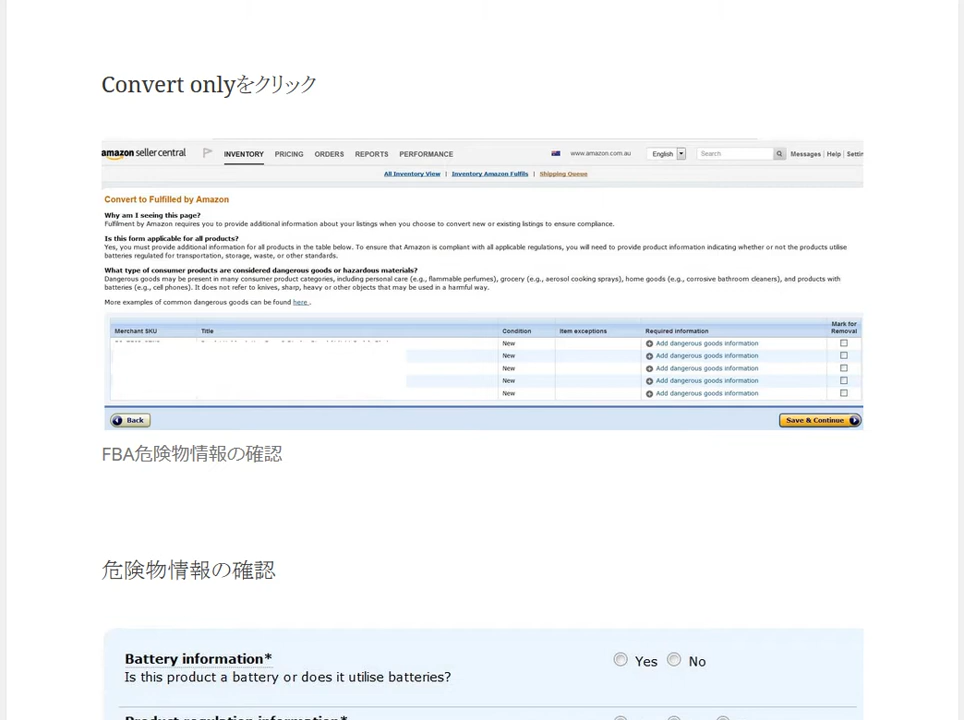 Convert onlyをクリック
amazon seller central INVENTORY PRICING ORDERS REPORTS PERFORMANCE www.amazon.com.au English Search Messages | Help | Settin
All Inventory View | Inventory Amazon Fulfils | Shipping Queue
Convert to Fulfilled by Amazon
Why am I seeing this page?
Fulfilment by Amazon requires you to provide additional information about your listings when you choose to convert new or existing listings to ensure compliance.
Is this form applicable for all products?
Yes, you must provide additional information for all products in the table below. To ensure that Amazon is compliant with all applicable regulations, you will need to provide product information indicating whether or not the products utilise
batteries regulated for transportation, storage, waste, or other standards.
What type of consumer products are considered dangerous goods or hazardous materials?
Dangerous goods may be present in many consumer product categories, including personal care (e.g., flammable perfumes), grocery (e.g., aerosol cooking sprays), home goods (e.g., corrosive bathroom cleaners), and products with
batteries (e.g., cell phones). It does not refer to knives, sharp, heavy or other objects that may be used in a harmful way.
More examples of common dangerous goods can be found here .
Merchant SKU Title Condition Item exceptions Required information Mark for Removal
New Add dangerous goods information
New Add dangerous goods information
New Add dangerous goods information
New Add dangerous goods information
New Add dangerous goods information
Back Save & Continue
FBA危険物情報の確認
危険物情報の確認
Battery information* Yes No
Is this product a battery or does it utilise batteries?
Product regulation information*